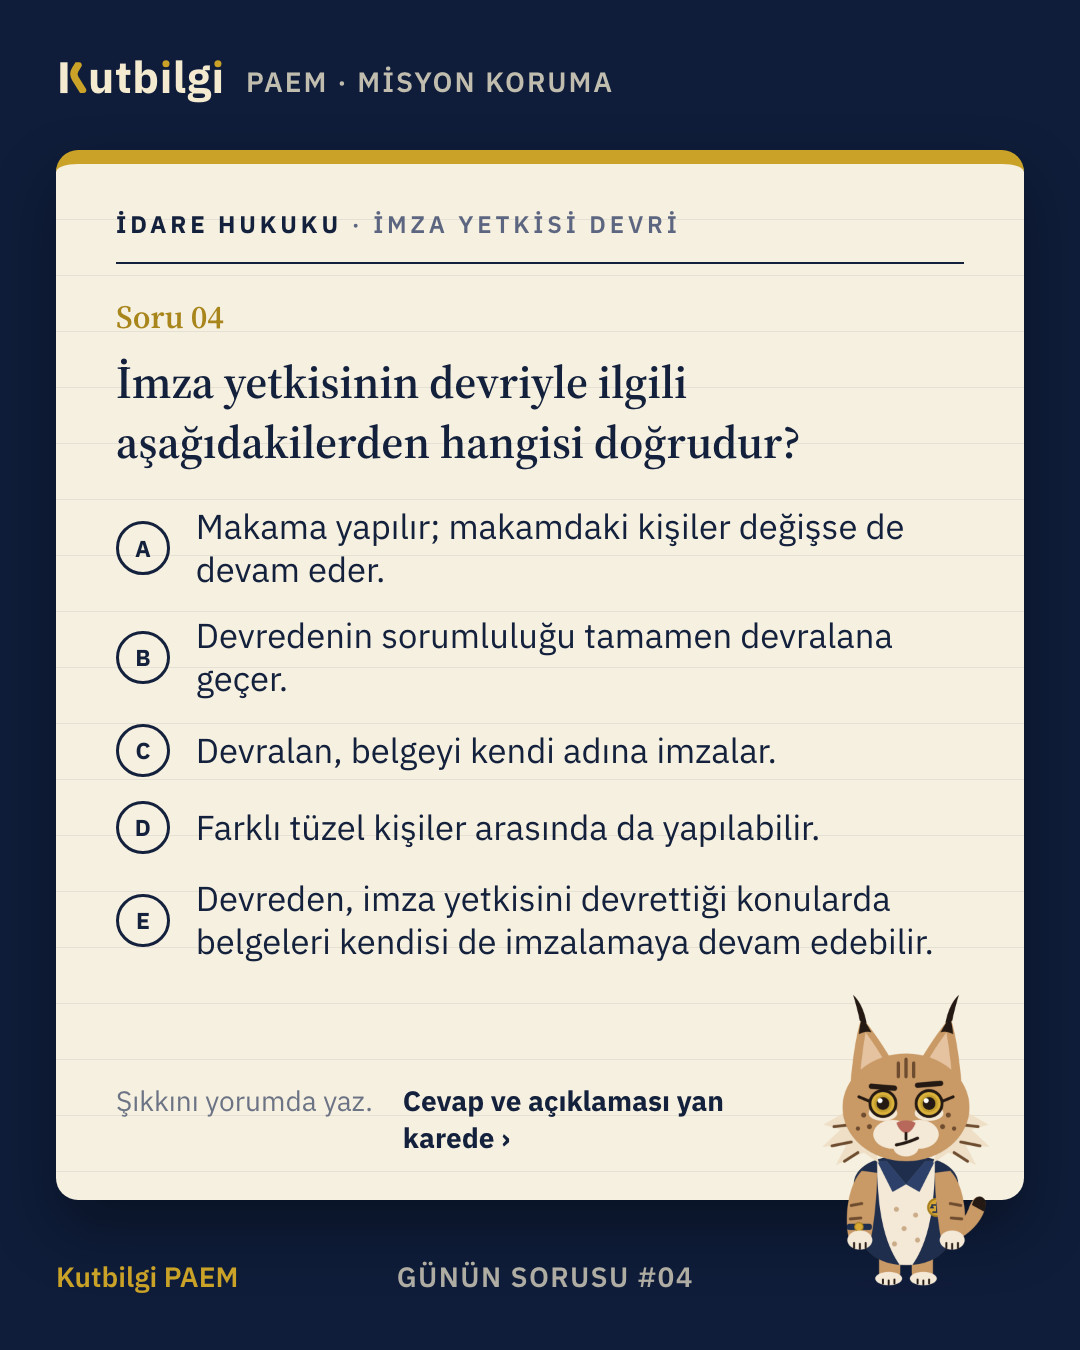 Kutbilgi PAEM · MİSYON KORUMA
İDARE HUKUKU · İMZA YETKİSİ DEVRİ
Soru 04
İmza yetkisinin devriyle ilgili
aşağıdakilerden hangisi doğrudur?
A Makama yapılır; makamdaki kişiler değişse de
devam eder.
B Devredenin sorumluluğu tamamen devralana
geçer.
C Devralan, belgeyi kendi adına imzalar.
D Farklı tüzel kişiler arasında da yapılabilir.
E Devreden, imza yetkisini devrettiği konularda
belgeleri kendisi de imzalamaya devam edebilir.
Şıkkını yorumda yaz. Cevap ve açıklaması yan
karede ›
Kutbilgi PAEM GÜNÜN SORUSU #04